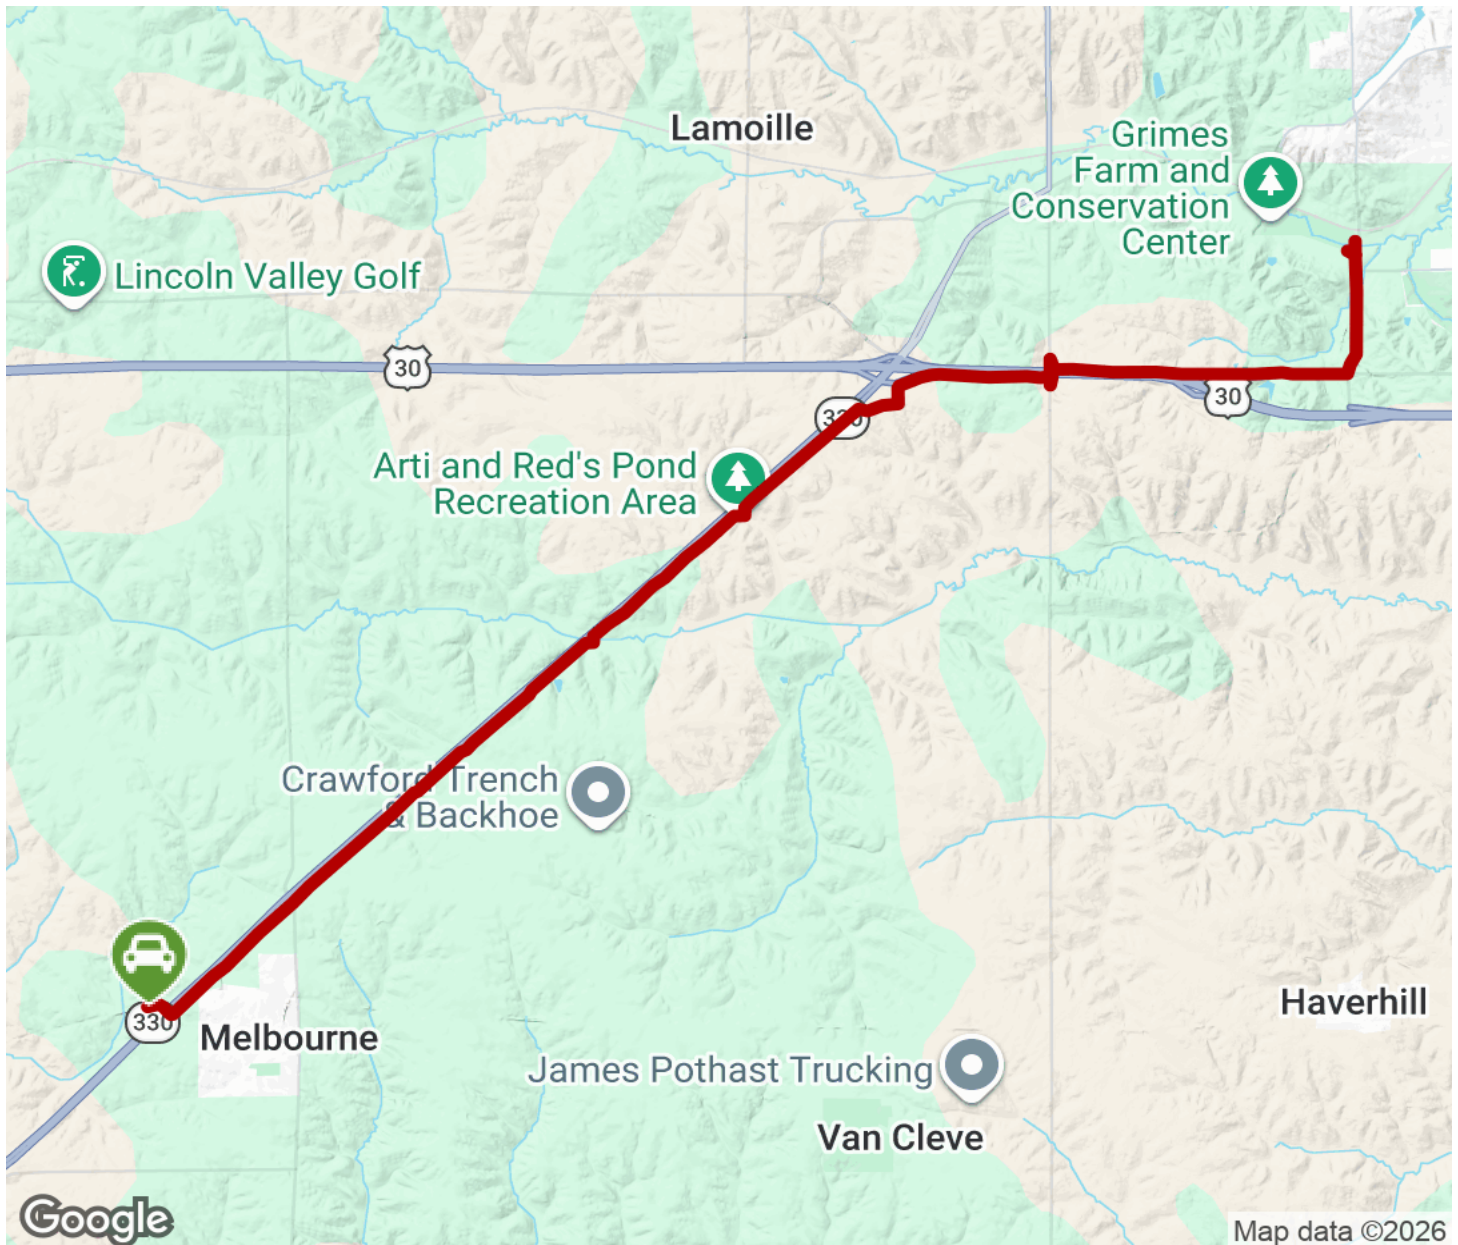 Lamoille
Grimes
Farm and
Conservation
Center
Lincoln Valley Golf
30
30
330
Arti and Red's Pond
Recreation Area
Crawford Trench
& Backhoe
330
Melbourne
Haverhill
James Pothast Trucking
Van Cleve
Google
Map data ©2026